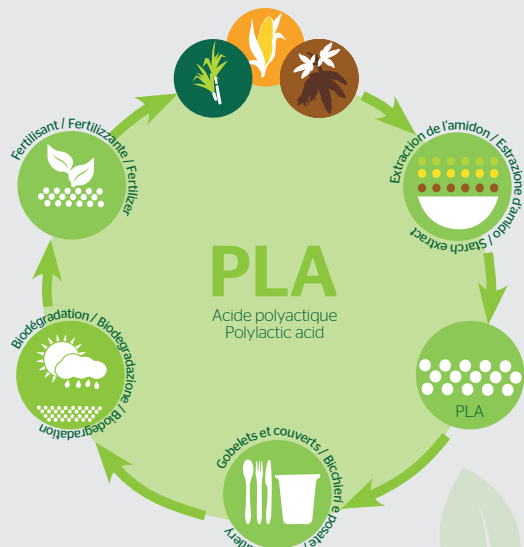 Extraction de l'amidon / Estrazione d'amido / Starch extract
PLA
Acide polyactique
Polylactic acid
PLA
Gobelets et couverts / Bicchieri e posate /
Biodégradation / Biodegradazione / Biodegradation
Fertilisant / Fertilizzante / Fertilizer